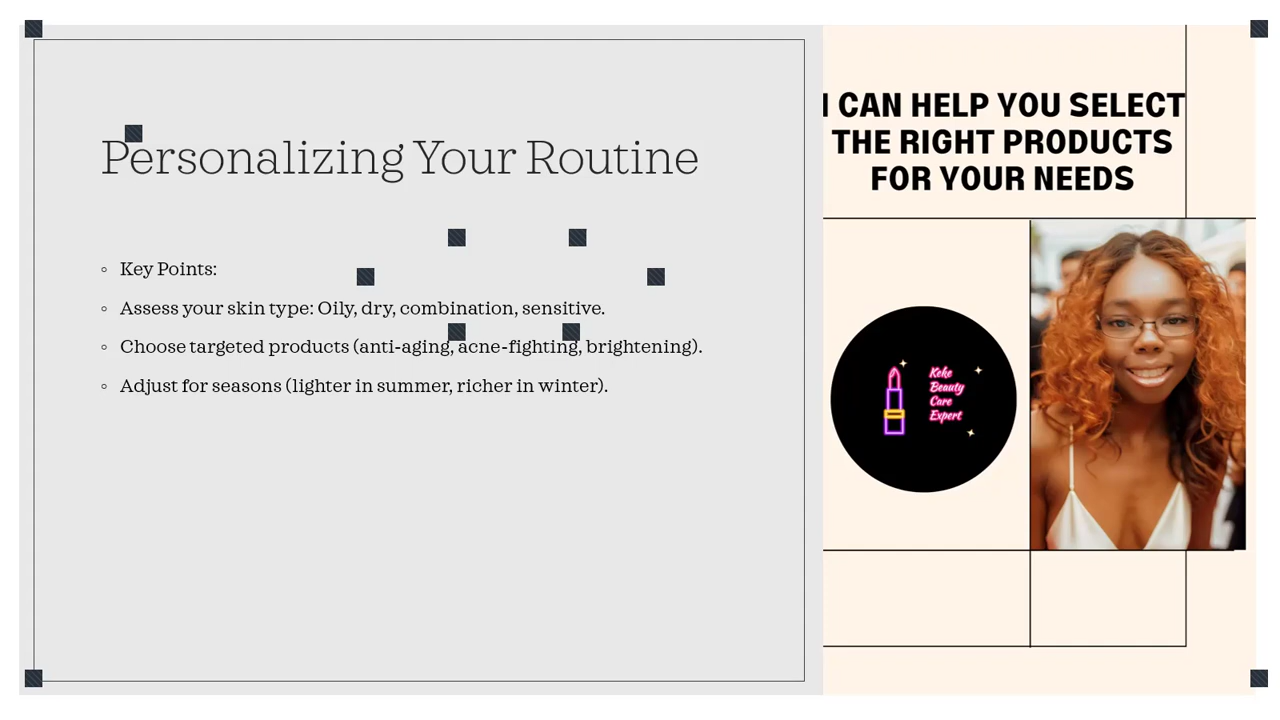 Personalizing Your Routine
Key Points:
Assess your skin type: Oily, dry, combination, sensitive.
Choose targeted products (anti-aging, acne-fighting, brightening).
Adjust for seasons (lighter in summer, richer in winter).
I CAN HELP YOU SELECT
THE RIGHT PRODUCTS
FOR YOUR NEEDS
Keke
Beauty
Care
Expert